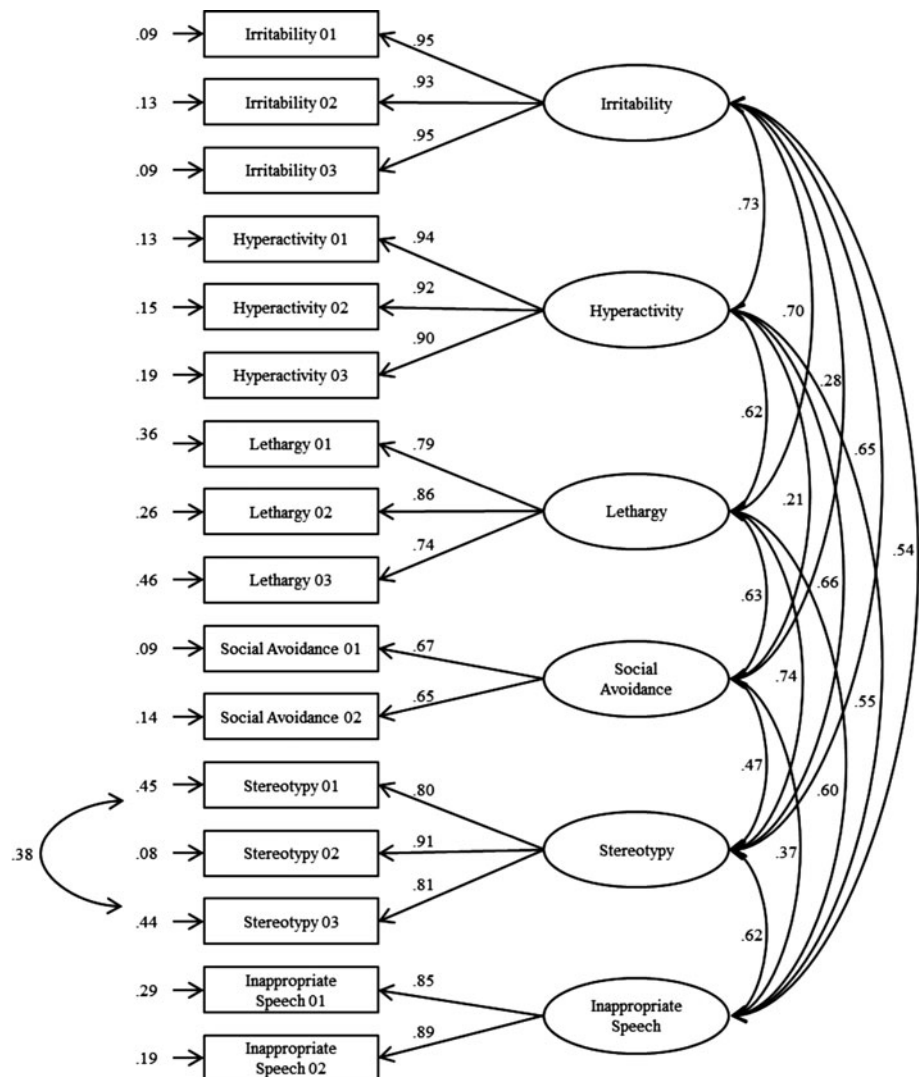 .09
Irritability 01
.95
.13
Irritability 02
.93
Irritability
.09
Irritability 03
.95
.73
.13
Hyperactivity 01
.94
.15
Hyperactivity 02
.92
Hyperactivity
.70
.19
Hyperactivity 03
.90
.28
.62
.65
.36
Lethargy 01
.79
.26
Lethargy 02
.86
Lethargy
.21
.54
.46
Lethargy 03
.74
.63
.66
.09
Social Avoidance 01
.67
Social
Avoidance
.74
.14
Social Avoidance 02
.65
.55
.47
.45
Stereotypy 01
.80
.60
.38
.08
Stereotypy 02
.91
Stereotypy
.37
.44
Stereotypy 03
.81
.62
.29
Inappropriate
Speech 01
.85
Inappropriate
Speech
.19
Inappropriate
Speech 02
.89